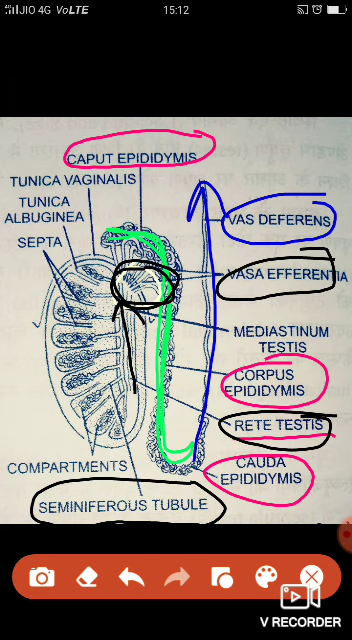 JIO 4G VoLTE
15:12
CAPUT EPIDIDYMIS
TUNICA VAGINALIS
TUNICA
ALBUGINEA
SEPTA
VAS DEFERENS
VASA EFFERENTIA
MEDIASTINUM
TESTIS
CORPUS
EPIDIDYMIS
RETE TESTIS
CAUDA
EPIDIDYMIS
COMPARTMENTS
SEMINIFEROUS TUBULE
V RECORDER